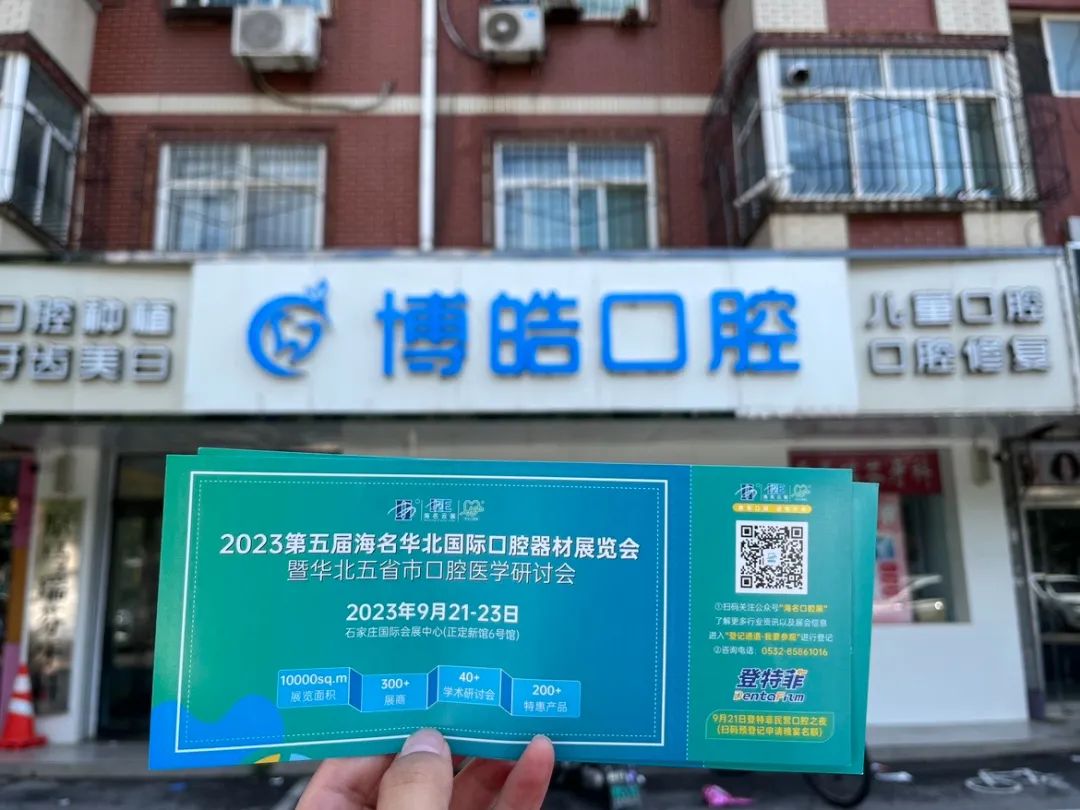 博皓口腔
口腔种植
牙齿美白
儿童口腔
口腔修复
海名会展
2023第五届海名华北国际口腔器材展览会
暨华北五省市口腔医学研讨会
2023年9月21-23日
石家庄国际会展中心(正定新馆6号馆)
10000sq.m
展览面积
300+
展商
40+
学术研讨会
200+
特惠产品
①扫码关注公众号"海名口腔展"
了解更多行业资讯以及展会信息
进入"登记通道-我要参观"进行登记
②咨询电话: 0532-85861016
登特菲
DentaFilm
9月21日登特菲民营口腔之夜
(扫码预登记申请晚宴名额)